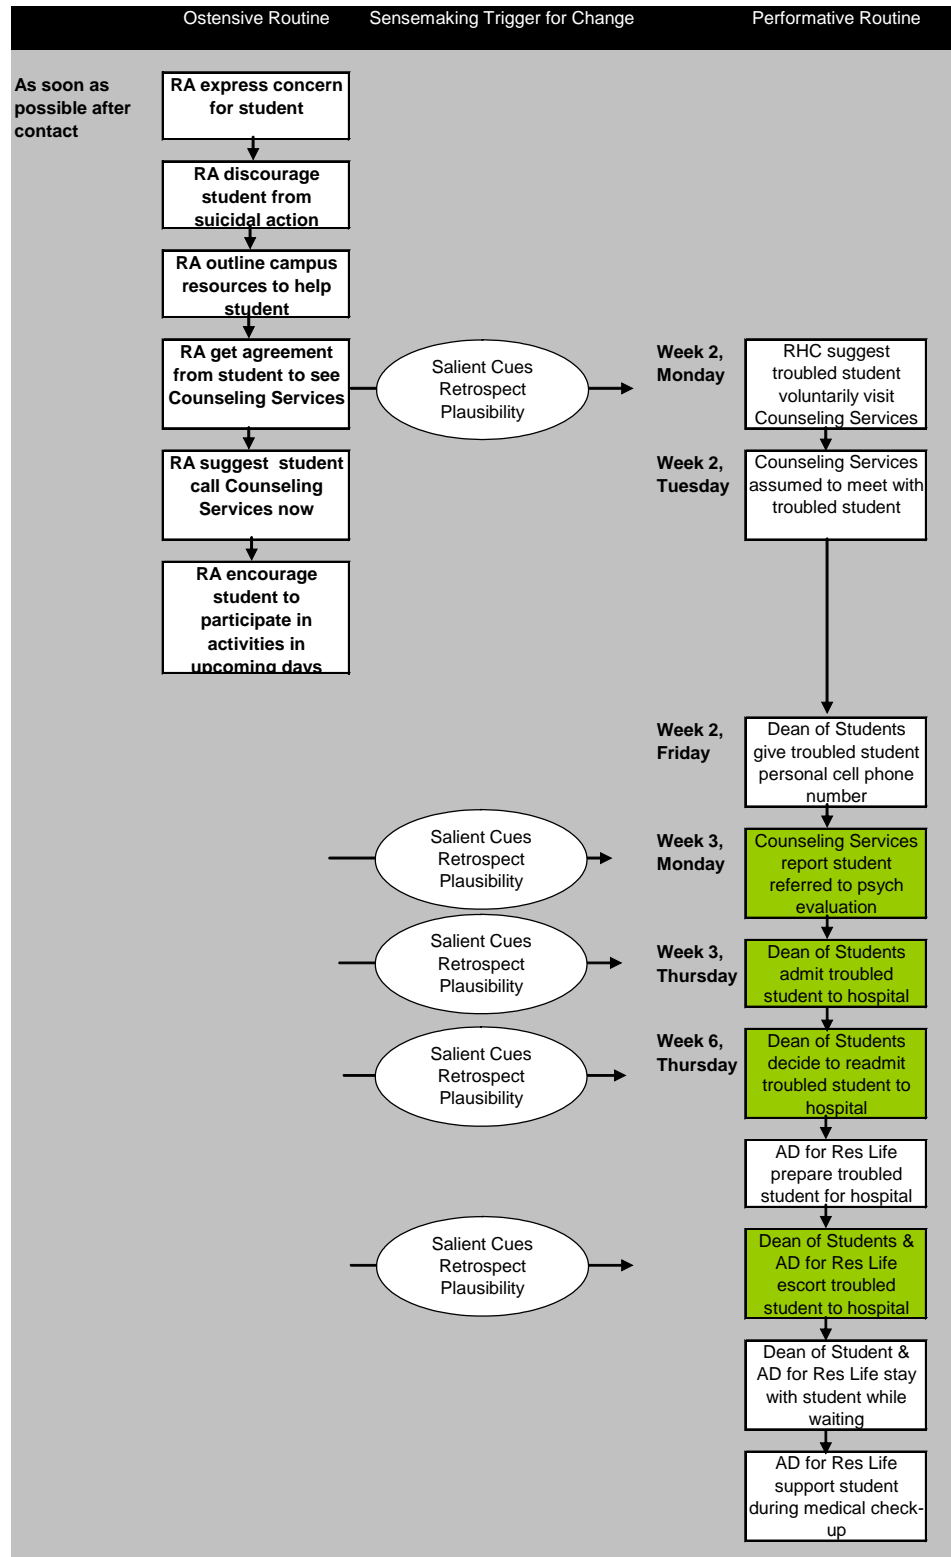 Ostensive Routine
Sensemaking Trigger for Change
Performative Routine
As soon as
possible after
contact
RA express concern
for student
RA discourage
student from
suicidal action
RA outline campus
resources to help
student
RA get agreement
from student to see
Counseling Services
RA suggest student
call Counseling
Services now
RA encourage
student to
participate in
activities in
upcoming days
Salient Cues
Retrospect
Plausibility
Week 2,
Monday
RHC suggest
troubled student
voluntarily visit
Counseling Services
Week 2,
Tuesday
Counseling Services
assumed to meet with
troubled student
Week 2,
Friday
Dean of Students
give troubled student
personal cell phone
number
Salient Cues
Retrospect
Plausibility
Week 3,
Monday
Counseling Services
report student
referred to psych
evaluation
Salient Cues
Retrospect
Plausibility
Week 3,
Thursday
Dean of Students
admit troubled
student to hospital
Salient Cues
Retrospect
Plausibility
Week 6,
Thursday
Dean of Students
decide to readmit
troubled student to
hospital
AD for Res Life
prepare troubled
student for hospital
Salient Cues
Retrospect
Plausibility
Dean of Students &
AD for Res Life
escort troubled
student to hospital
Dean of Student &
AD for Res Life stay
with student while
waiting
AD for Res Life
support student
during medical check-
up